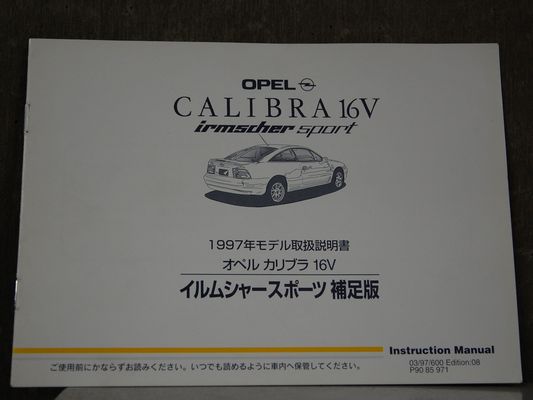 OPEL
CALIBRA 16V
irmscher sport
1997年モデル取扱説明書
オペル カリブラ 16V
イルムシャースポーツ 補足版
Instruction Manual
03/97/600 Edition:08
P90 85 971
ご使用前にかならずお読みください。いつでも読めるように車内へ保管してください。